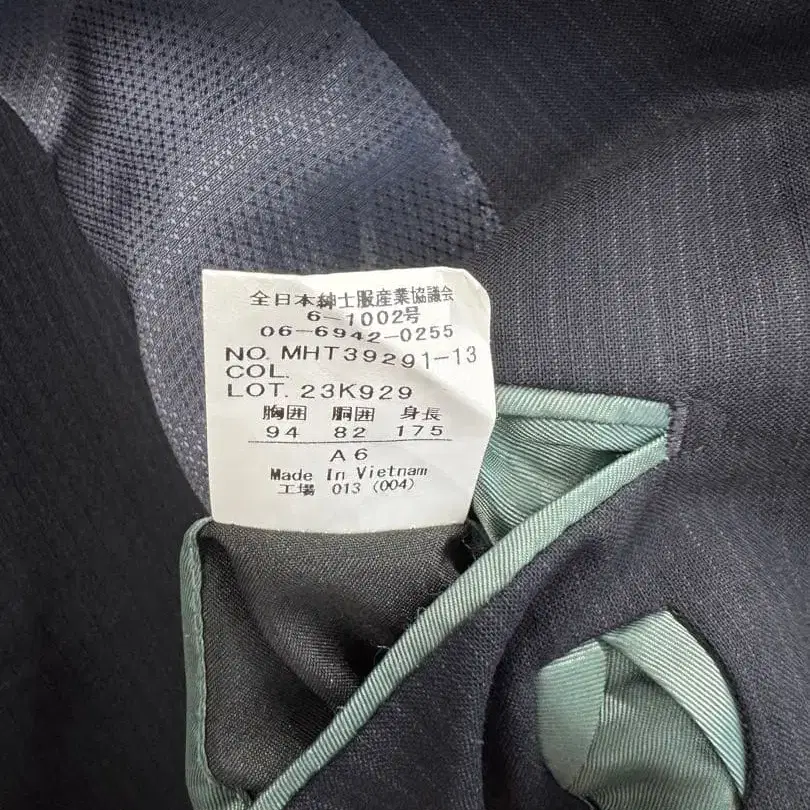 全日本紳士服産業協議会
6-1002号
06-6942-0255
NO. MHT39291-13
COL.
LOT. 23K929
胸囲 胴囲 身長
94 82 175
A6
Made In Vietnam
工場 013 (004)